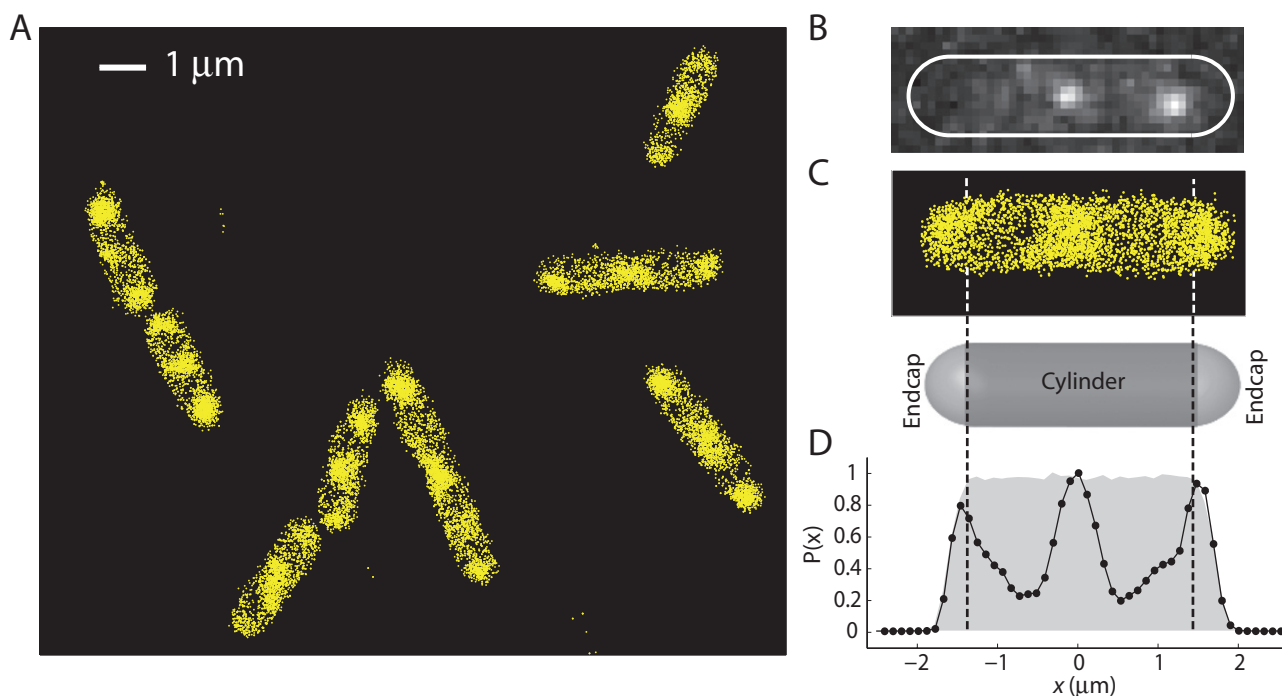 A
1 μm
B
C
Endcap
Cylinder
Endcap
D
P(x)
1
0.8
0.6
0.4
0.2
0
−2
−1
0
1
2
x (μm)